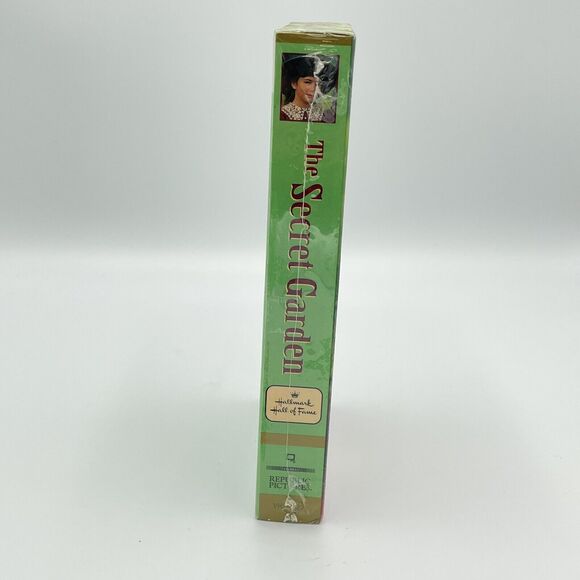 The Secret Garden
Hallmark
Hall of Fame
REPUBLIC
PICTURES